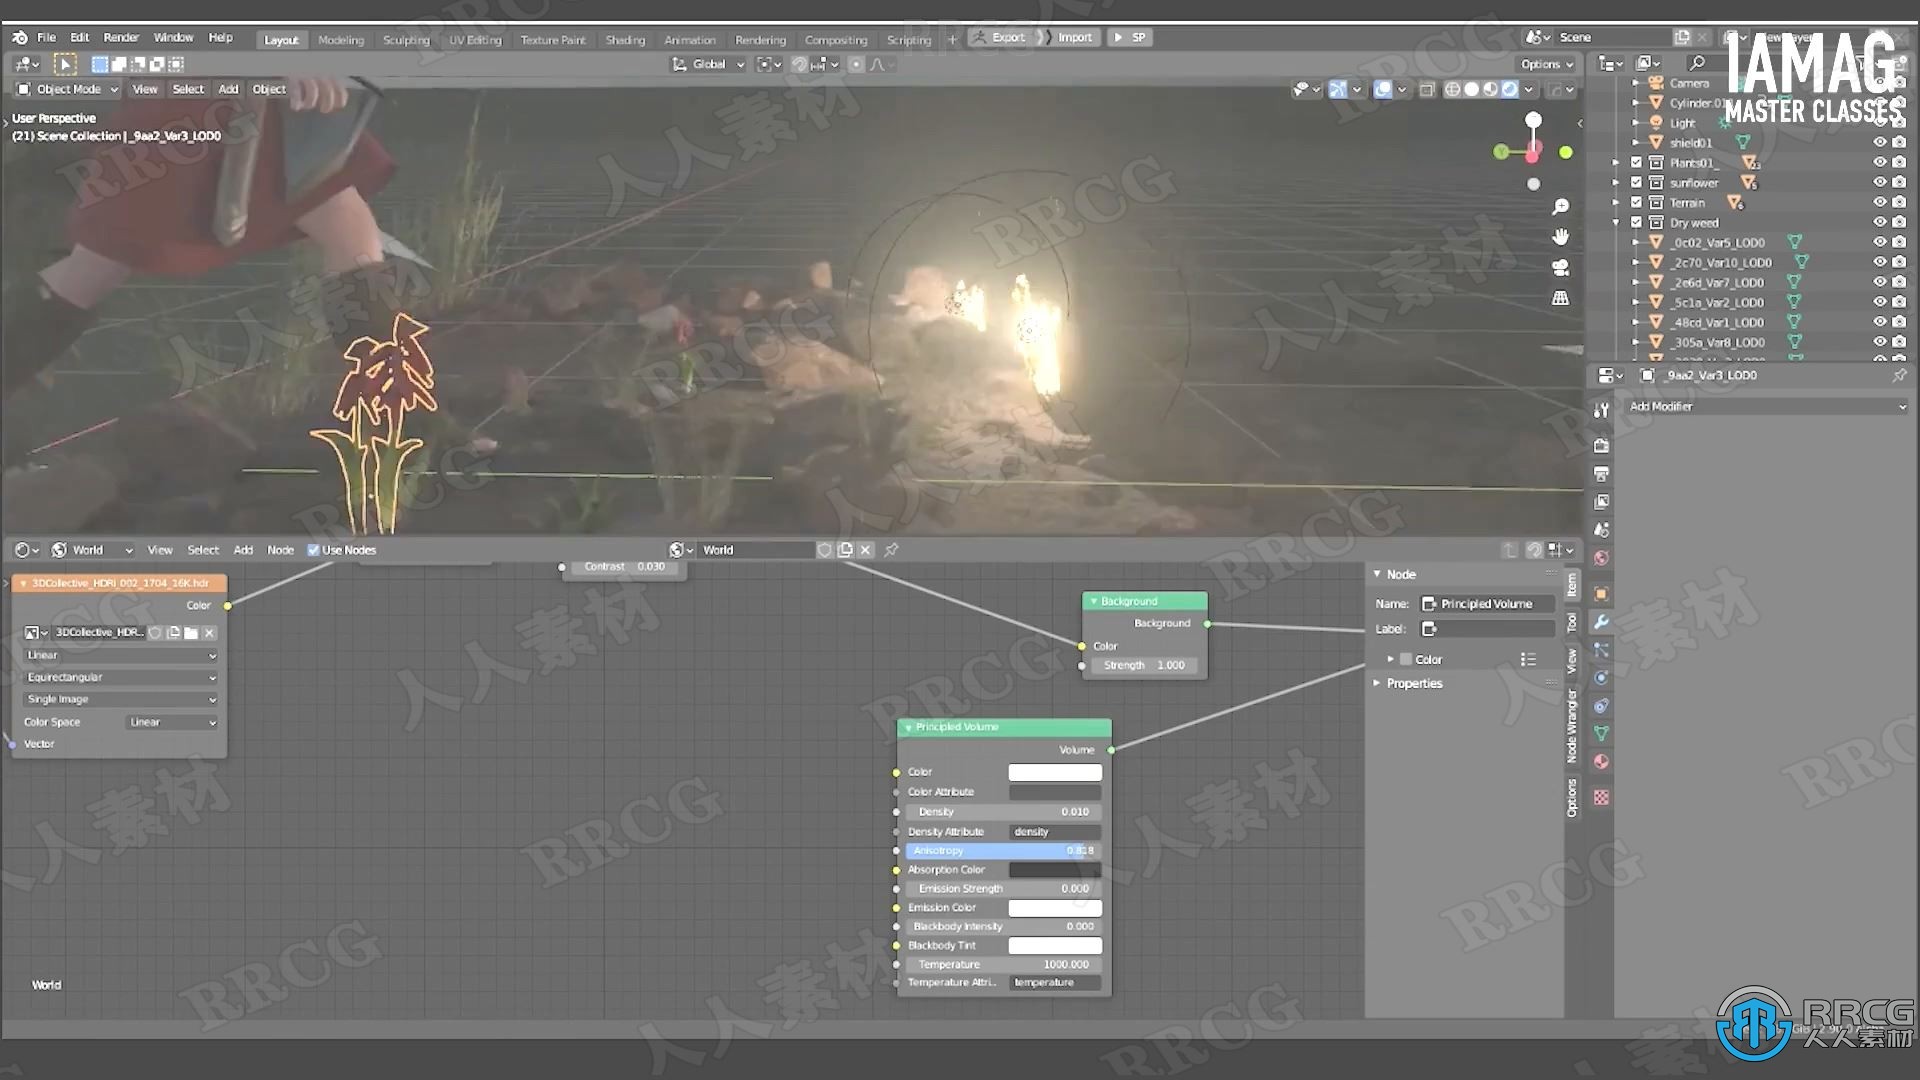 File Edit Render Window Help Layout Modeling Sculpting UV Editing Texture Paint Shading Animation Rendering Compositing Scripting + Export Import SP Scene
Global Options
Object Mode View Select Add Object
User Perspective
(21) Scene Collection | _9aa2_Var3_LOD0
IAMAG
MASTER CLASSES
Camera
Light
shield01
Plants01_
sunflower
Terrain
Dry weed
_0c02_Var5_LOD0
_2c70_Var10_LOD0
_2e6d_Var7_LOD0
_5c1a_Var2_LOD0
_48cd_Var1_LOD0
_305a_Var8_LOD0
_9aa2_Var3_LOD0
Add Modifier
World View Select Add Node Use Nodes World
3DCollective_HDRI_002_1704_16K.hdr
Color
3DCollective_HDR...
Linear
Equirectangular
Single Image
Color Space Linear
Vector
Contrast 0.030
Background
Background
Color
Strength 1.000
Principled Volume
Volume
Color
Color Attribute
Density 0.010
Density Attribute density
Anisotropy
Absorption Color
Emission Strength 0.000
Emission Color
Blackbody Intensity 0.000
Blackbody Tint
Temperature 1000.000
Temperature Attri... temperature
Node
Name: Principled Volume
Label:
Color
Properties
Item
Tool
View
Node Wrangler
Options
World
RRCG
人人素材